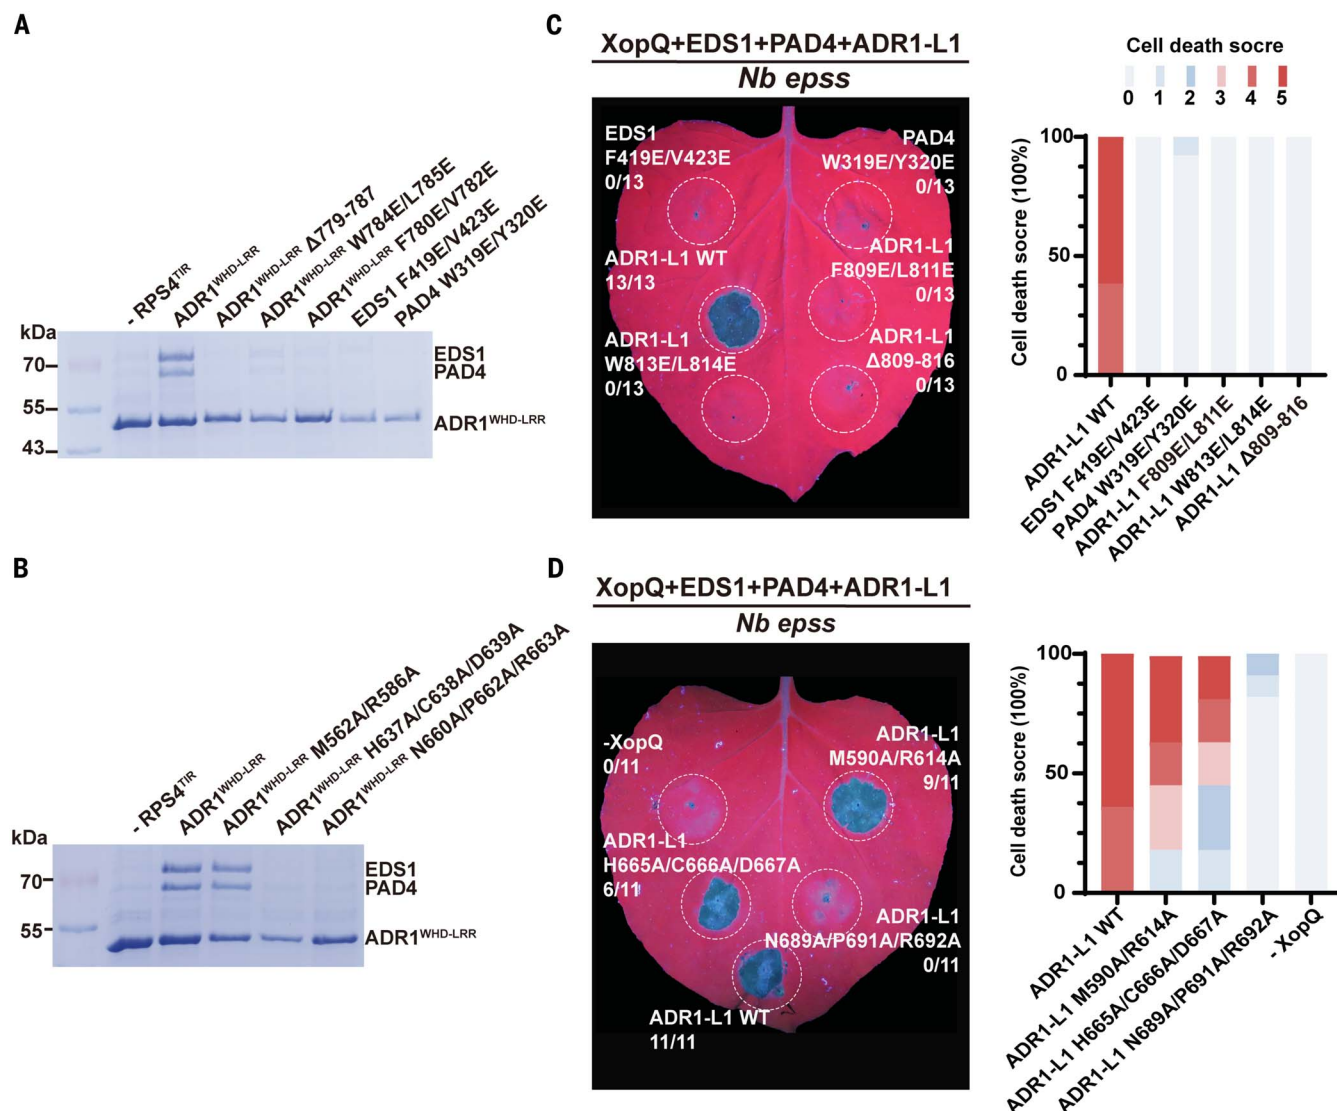 A
- RPS4TIR
ADR1WHD-LRR
ADR1WHD-LRR Δ779-787
ADR1WHD-LRR W784E/L785E
ADR1WHD-LRR F780E/V782E
EDS1 F419E/V423E
PAD4 W319E/Y320E
kDa
70
55
43
EDS1
PAD4
ADR1WHD-LRR
B
- RPS4TIR
ADR1WHD-LRR
ADR1WHD-LRR M562A/R586A
ADR1WHD-LRR H637A/C638A/D639A
ADR1WHD-LRR N660A/P662A/R663A
kDa
70
55
EDS1
PAD4
ADR1WHD-LRR
C
XopQ+EDS1+PAD4+ADR1-L1
Nb epss
EDS1
F419E/V423E
0/13
PAD4
W319E/Y320E
0/13
ADR1-L1 WT
13/13
ADR1-L1
F809E/L811E
0/13
ADR1-L1
W813E/L814E
0/13
ADR1-L1
Δ809-816
0/13
Cell death socre
0 1 2 3 4 5
Cell death socre (100%)
100
50
0
ADR1-L1 WT
EDS1 F419E/V423E
PAD4 W319E/Y320E
ADR1-L1 F809E/L811E
ADR1-L1 W813E/L814E
ADR1-L1 Δ809-816
D
XopQ+EDS1+PAD4+ADR1-L1
Nb epss
-XopQ
0/11
ADR1-L1
M590A/R614A
9/11
ADR1-L1
H665A/C666A/D667A
6/11
ADR1-L1
N689A/P691A/R692A
0/11
ADR1-L1 WT
11/11
Cell death socre (100%)
100
50
0
ADR1-L1 WT
ADR1-L1 M590A/R614A
ADR1-L1 H665A/C666A/D667A
ADR1-L1 N689A/P691A/R692A
- XopQ